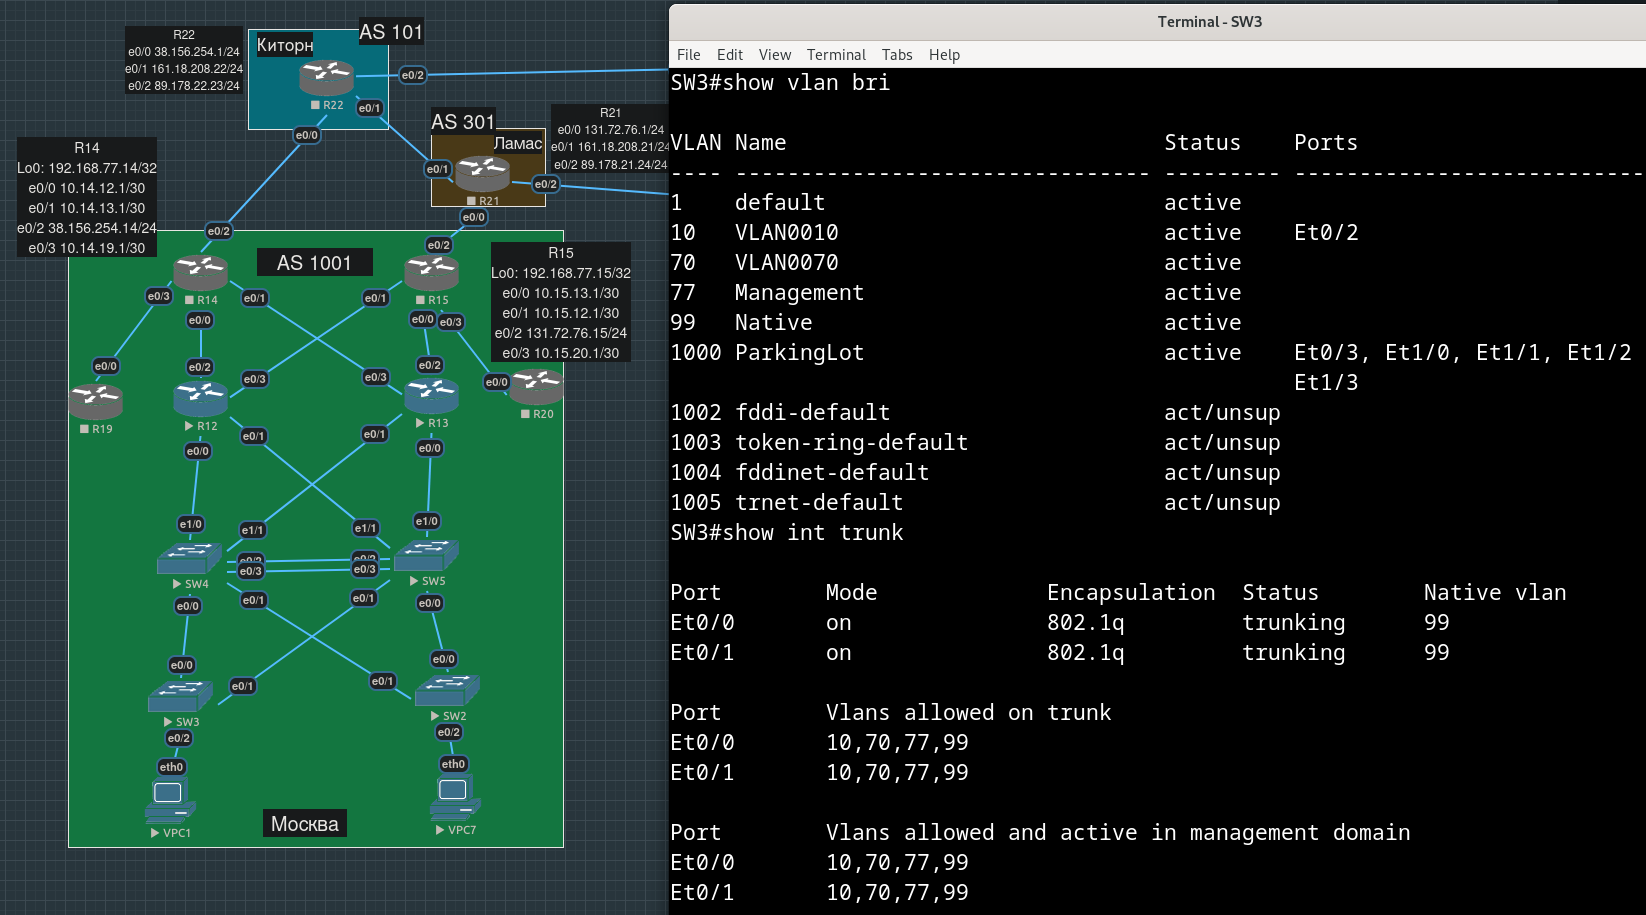 R22
e0/0 38.156.254.1/24
e0/1 161.18.208.22/24
e0/2 89.178.22.23/24
Киторн
AS 101
R22
e0/2
e0/1
e0/0
AS 301
Ламас
e0/1
e0/2
R21
e0/0
R21
e0/0 131.72.76.1/24
e0/1 161.18.208.21/24
e0/2 89.178.21.24/24
R14
Lo0: 192.168.77.14/32
e0/0 10.14.12.1/30
e0/1 10.14.13.1/30
e0/2 38.156.254.14/24
e0/3 10.14.19.1/30
AS 1001
R15
Lo0: 192.168.77.15/32
e0/0 10.15.13.1/30
e0/1 10.15.12.1/30
e0/2 131.72.76.15/24
e0/3 10.15.20.1/30
e0/2
e0/2
R14
R15
e0/3
e0/1
e0/1
e0/0
e0/0
e0/3
e0/0
e0/2
e0/3
e0/3
e0/2
e0/0
R19
R12
R13
R20
e0/0
e0/1
e0/1
e0/0
e1/0
e1/1
e1/1
e1/0
e0/3
e0/3
SW4
SW5
e0/0
e0/1
e0/1
e0/0
e0/0
e0/1
e0/1
e0/0
SW3
SW2
e0/2
e0/2
eth0
eth0
VPC1
VPC7
Москва
Terminal - SW3
File Edit View Terminal Tabs Help
SW3#show vlan bri
VLAN Name Status Ports
---- -------------------------------- --------- -------------------------------
1 default active
10 VLAN0010 active Et0/2
70 VLAN0070 active
77 Management active
99 Native active
1000 ParkingLot active Et0/3, Et1/0, Et1/1, Et1/2
Et1/3
1002 fddi-default act/unsup
1003 token-ring-default act/unsup
1004 fddinet-default act/unsup
1005 trnet-default act/unsup
SW3#show int trunk
Port Mode Encapsulation Status Native vlan
Et0/0 on 802.1q trunking 99
Et0/1 on 802.1q trunking 99
Port Vlans allowed on trunk
Et0/0 10,70,77,99
Et0/1 10,70,77,99
Port Vlans allowed and active in management domain
Et0/0 10,70,77,99
Et0/1 10,70,77,99